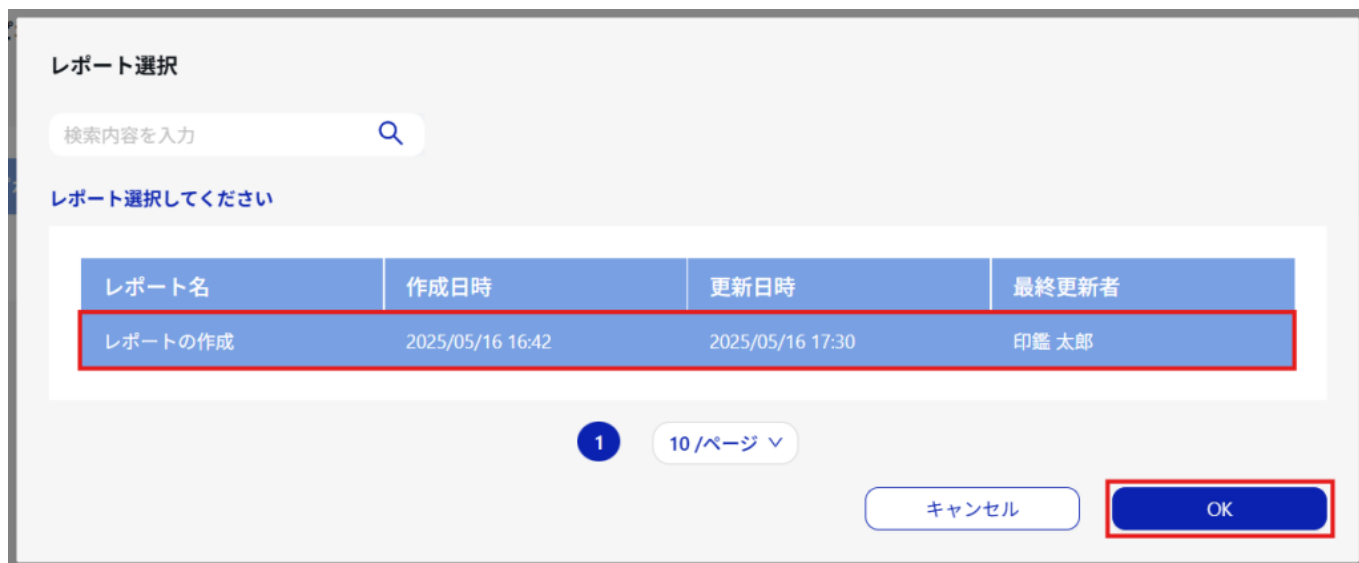 レポート選択
検索内容を入力
レポート選択してください
レポート名 作成日時 更新日時 最終更新者
レポートの作成 2025/05/16 16:42 2025/05/16 17:30 印鑑 太郎
1 10 /ページ
キャンセル OK